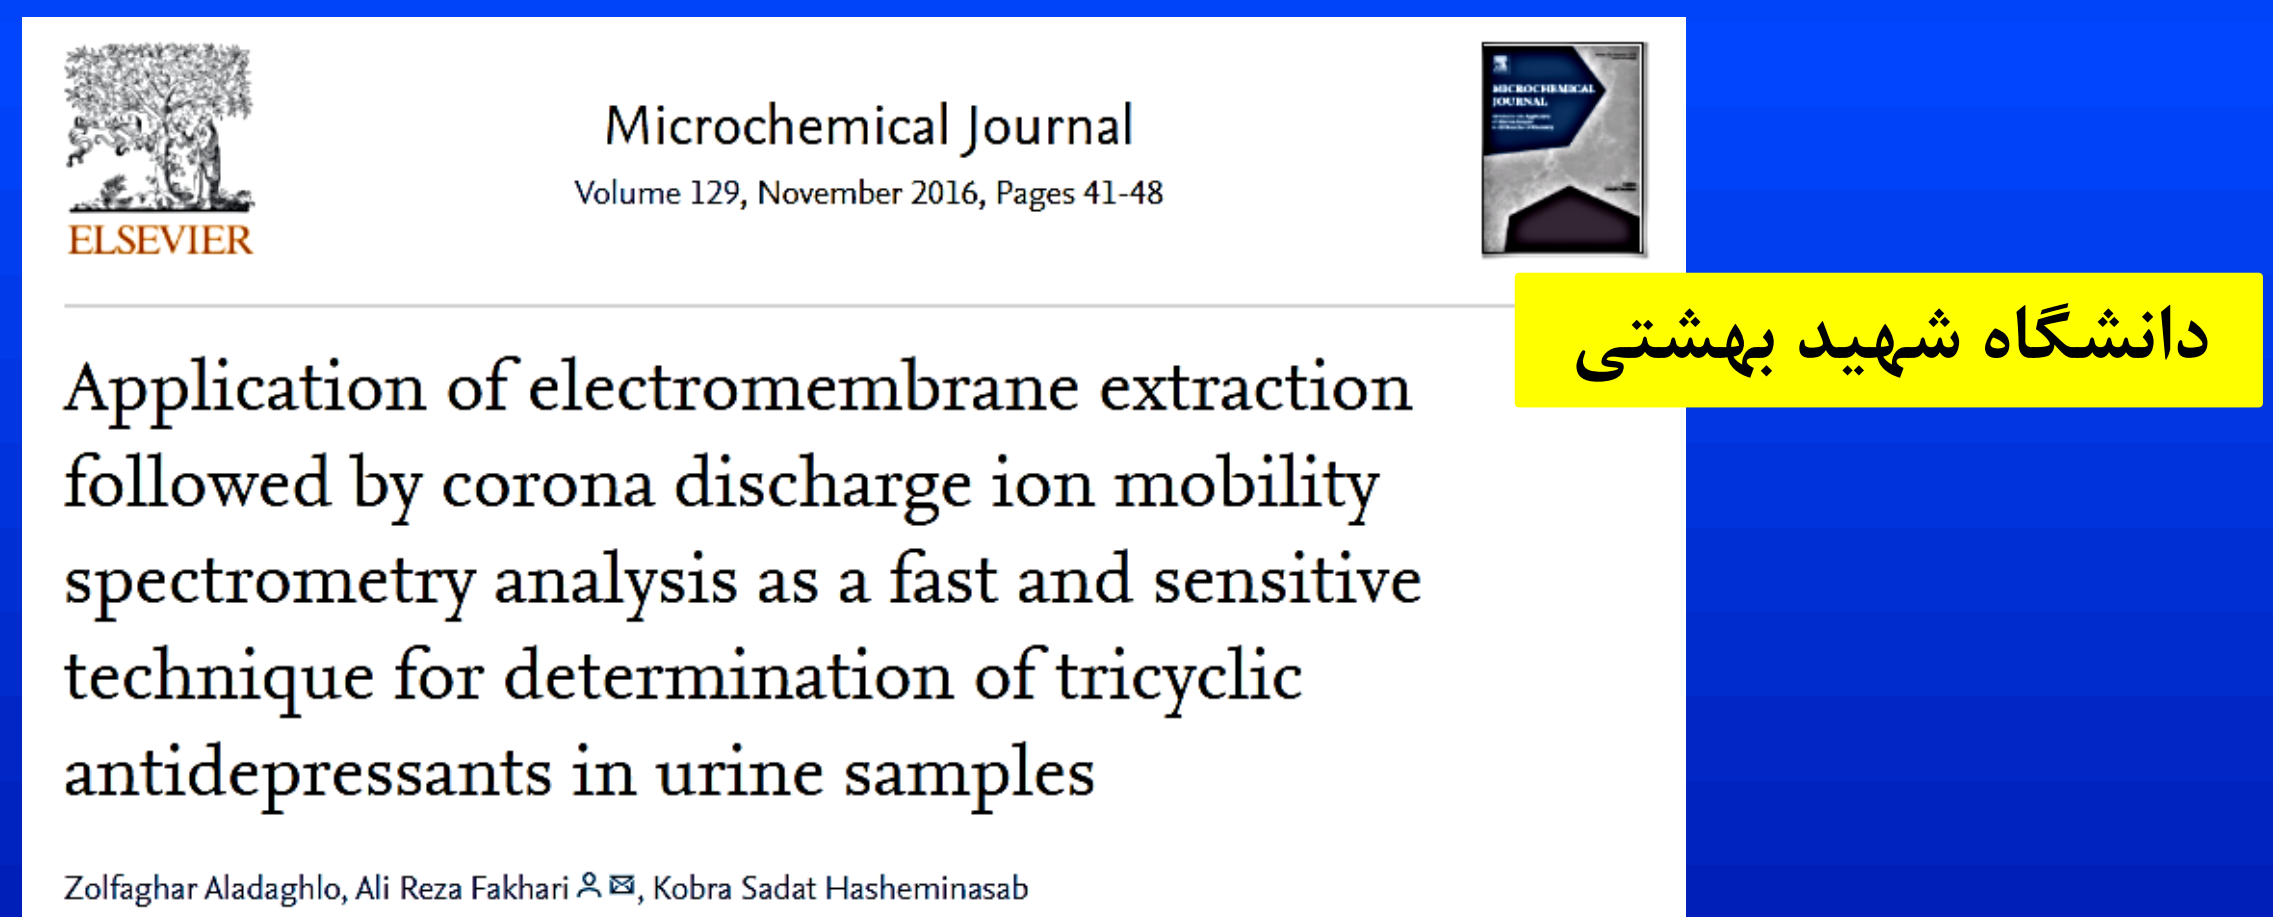 ELSEVIER
Microchemical Journal
Volume 129, November 2016, Pages 41-48
MICROCHEMICAL
JOURNAL
دانشگاه شهید بهشتی
Application of electromembrane extraction
followed by corona discharge ion mobility
spectrometry analysis as a fast and sensitive
technique for determination of tricyclic
antidepressants in urine samples
Zolfaghar Aladaghlo, Ali Reza Fakhari, Kobra Sadat Hasheminasab